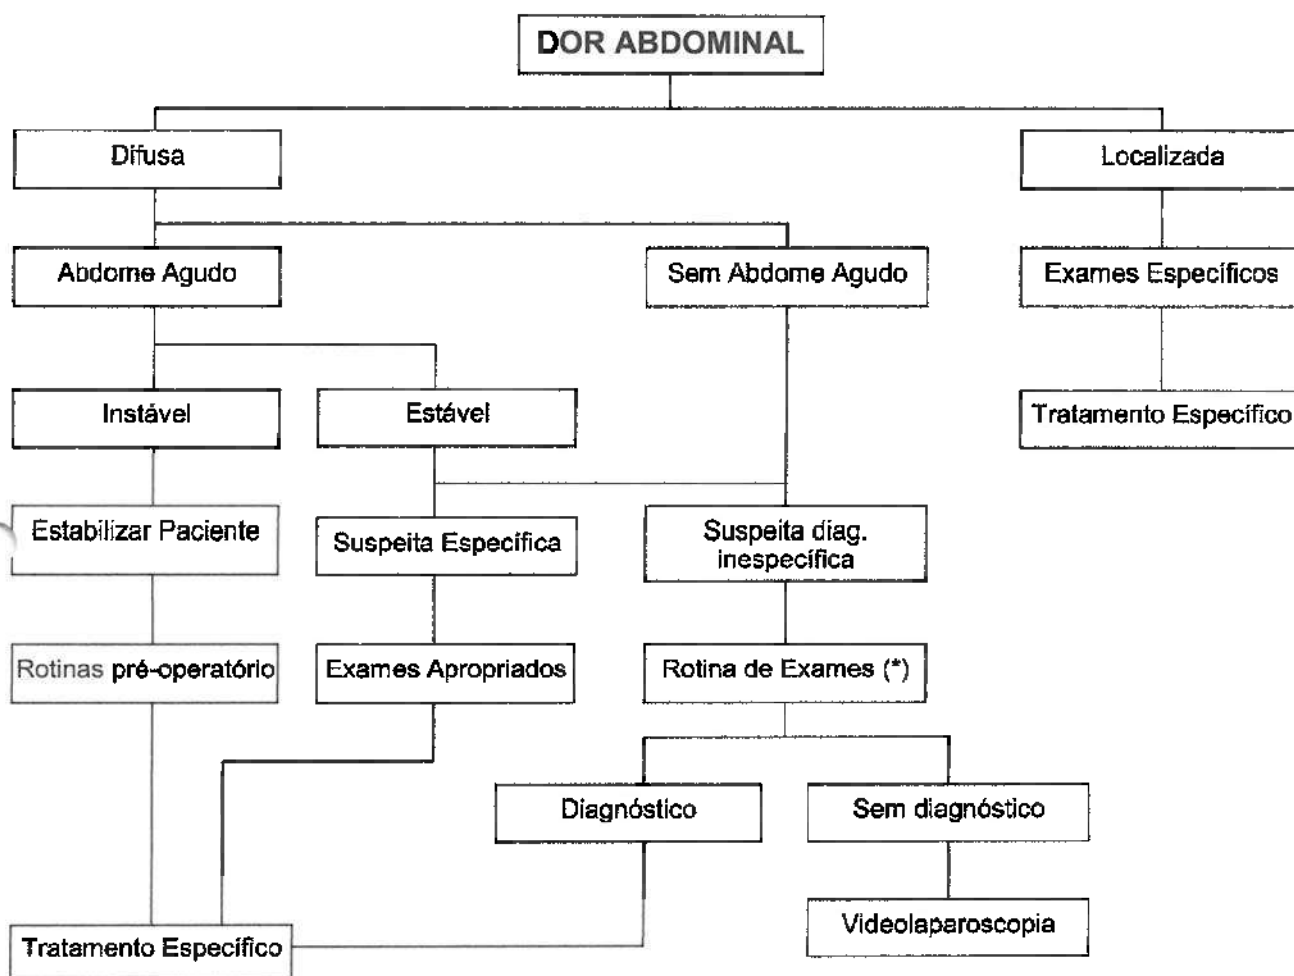 DOR ABDOMINAL
Difusa
Localizada
Abdome Agudo
Sem Abdome Agudo
Exames Específicos
Instável
Estável
Tratamento Específico
Estabilizar Paciente
Suspeita Específica
Suspeita diag.
inespecífica
Rotinas pré-operatório
Exames Apropriados
Rotina de Exames (*)
Diagnóstico
Sem diagnóstico
Videolaparoscopia
Tratamento Específico